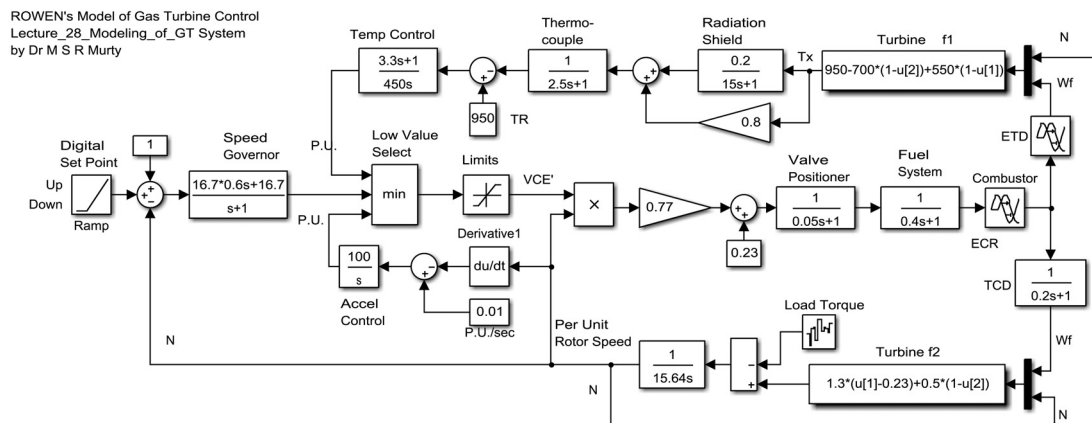 ROWEN's Model of Gas Turbine Control
Lecture_28_Modeling_of_GT System
by Dr M S R Murty
Temp Control
3.3s+1
450s
Thermo-
couple
1
2.5s+1
Radiation
Shield
0.2
15s+1
Tx
Turbine f1
950-700*(1-u[2])+550*(1-u[1])
N
Wf
950
TR
0.8
ETD
P.U.
Digital
Set Point
Up
Down
Ramp
1
Speed
Governor
16.7*0.6s+16.7
s+1
Low Value
Select
min
Limits
VCE'
×
0.77
0.23
Valve
Positioner
1
0.05s+1
Fuel
System
1
0.4s+1
Combustor
ECR
P.U.
100
s
Accel
Control
Derivative1
du/dt
0.01
P.U./sec
TCD
1
0.2s+1
Load Torque
Per Unit
Rotor Speed
N
1
15.64s
Turbine f2
1.3*(u[1]-0.23)+0.5*(1-u[2])
Wf
N
N